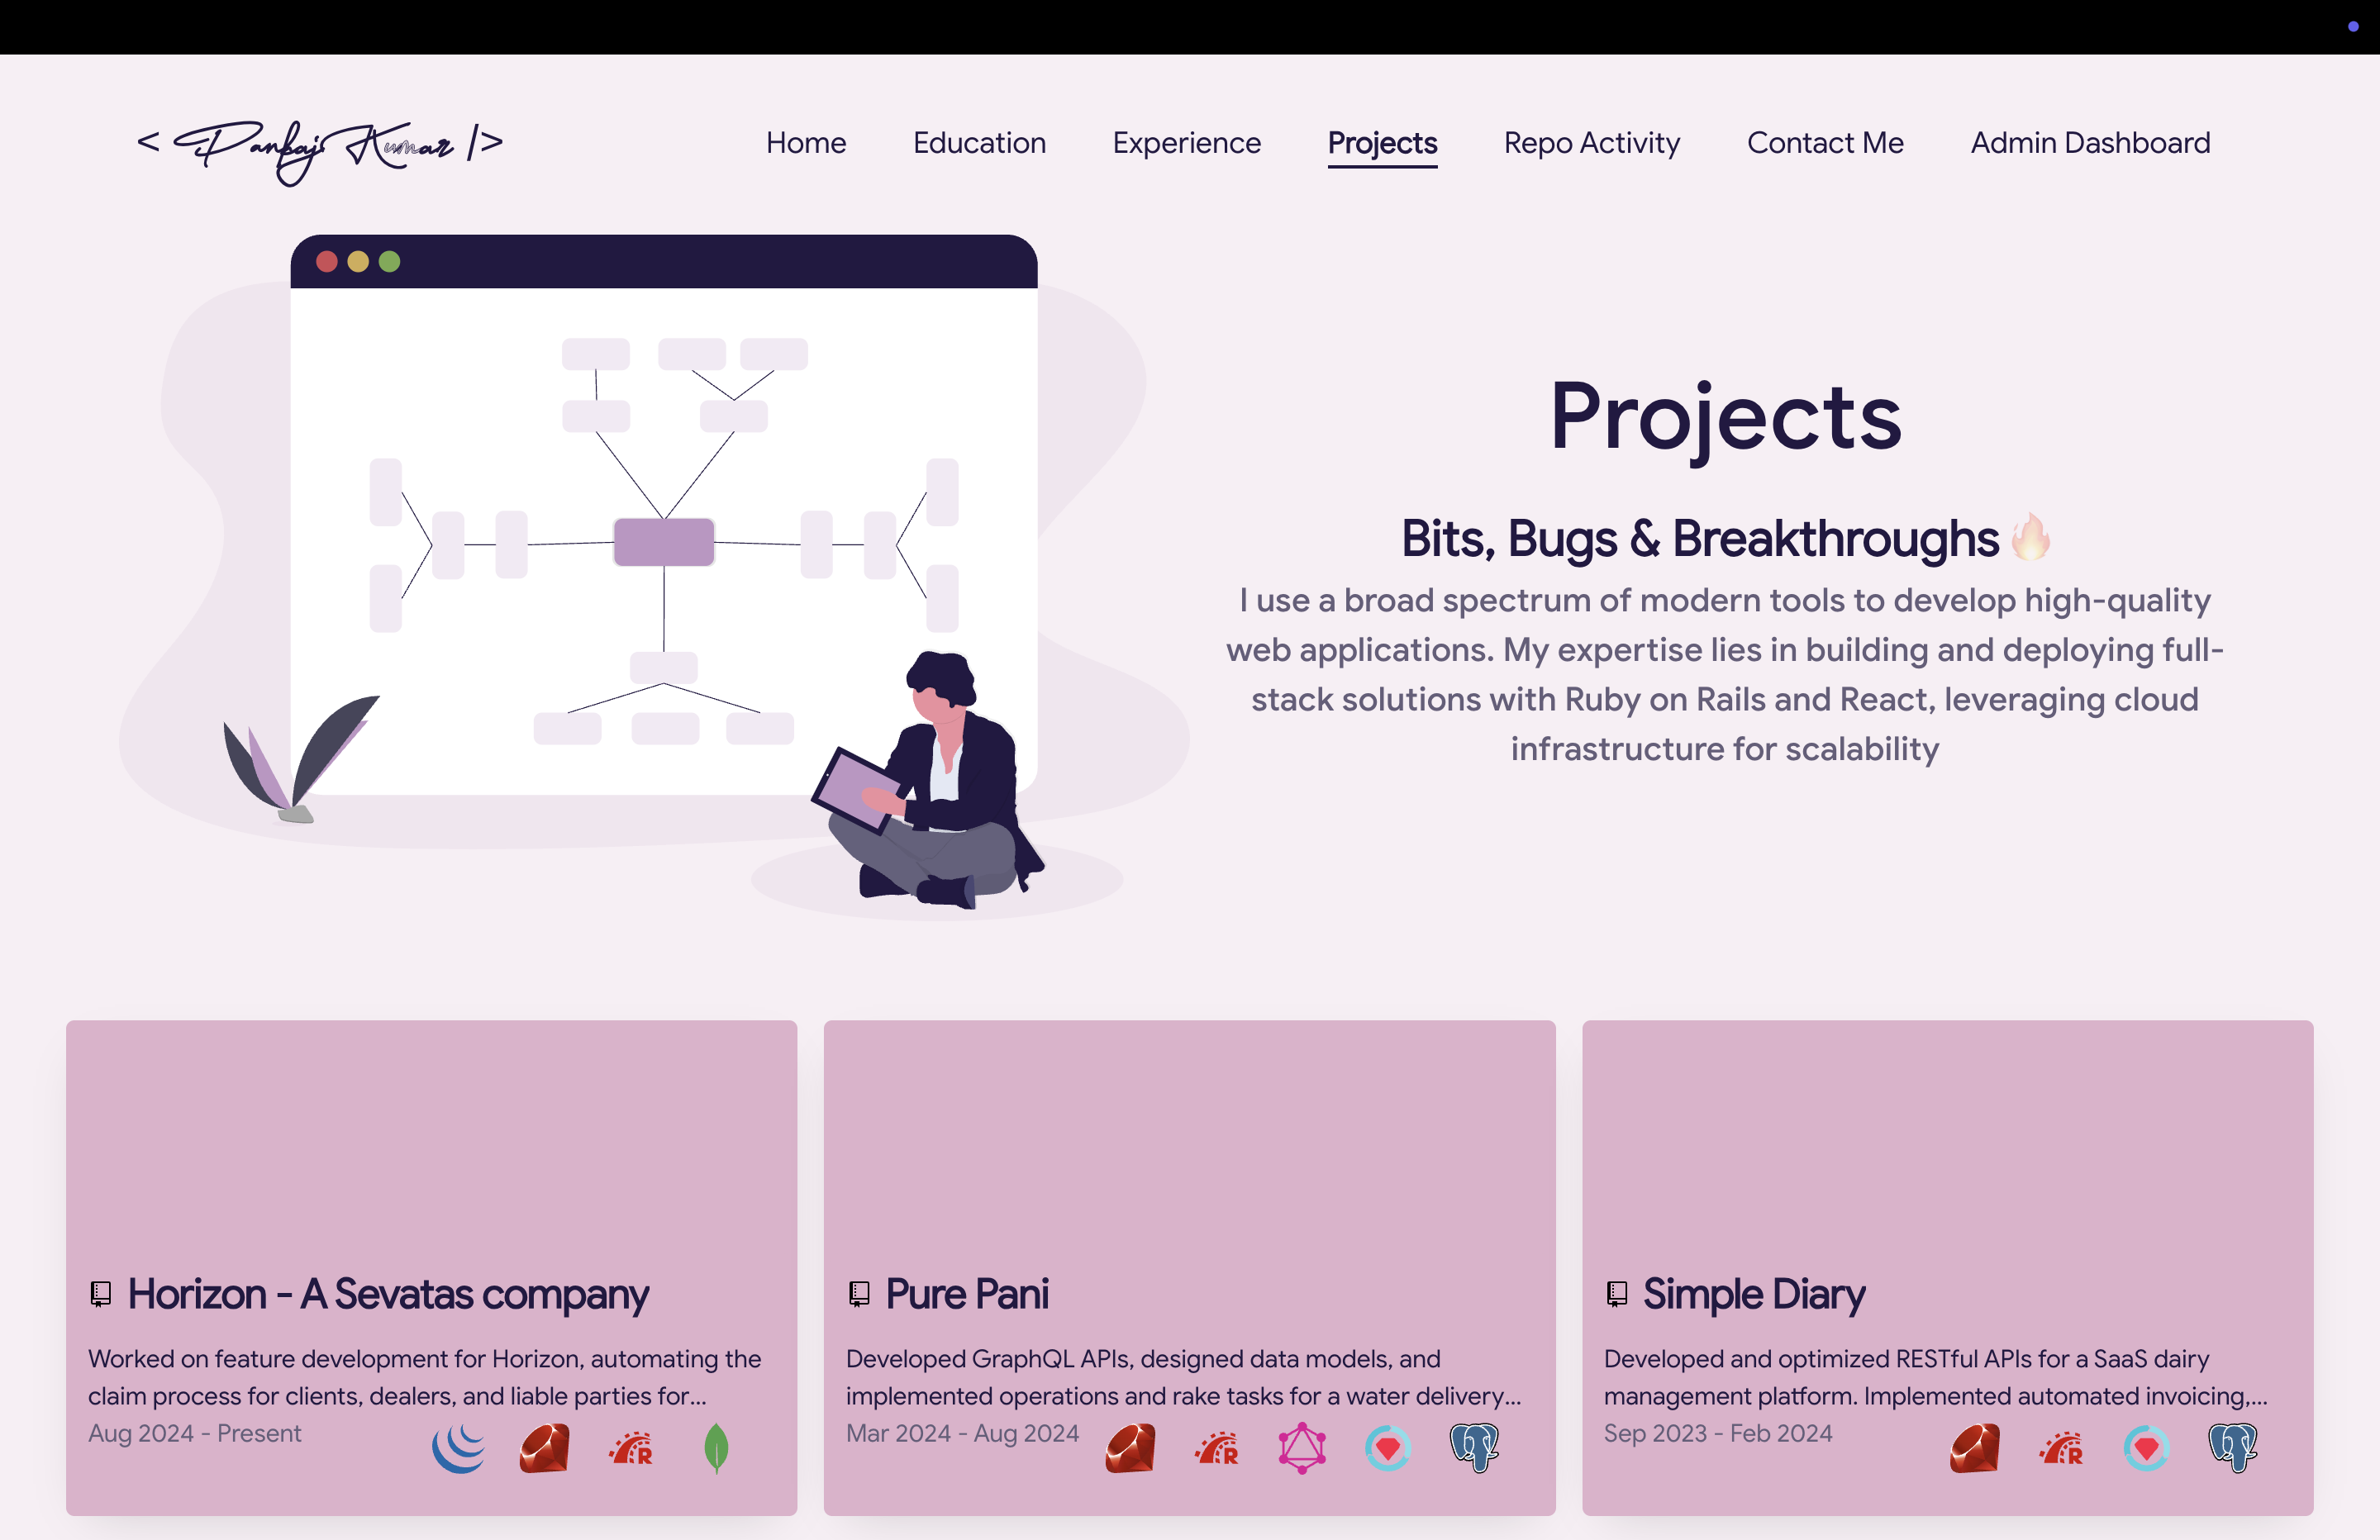 < Pankaj Kumar />
Home Education Experience Projects Repo Activity Contact Me Admin Dashboard
Projects
Bits, Bugs & Breakthroughs🔥
I use a broad spectrum of modern tools to develop high-quality
web applications. My expertise lies in building and deploying full-
stack solutions with Ruby on Rails and React, leveraging cloud
infrastructure for scalability
Horizon - A Sevatas company
Worked on feature development for Horizon, automating the
claim process for clients, dealers, and liable parties for...
Aug 2024 - Present
R
Pure Pani
Developed GraphQL APIs, designed data models, and
implemented operations and rake tasks for a water delivery...
Mar 2024 - Aug 2024
R
Simple Diary
Developed and optimized RESTful APIs for a SaaS dairy
management platform. Implemented automated invoicing,...
Sep 2023 - Feb 2024
R